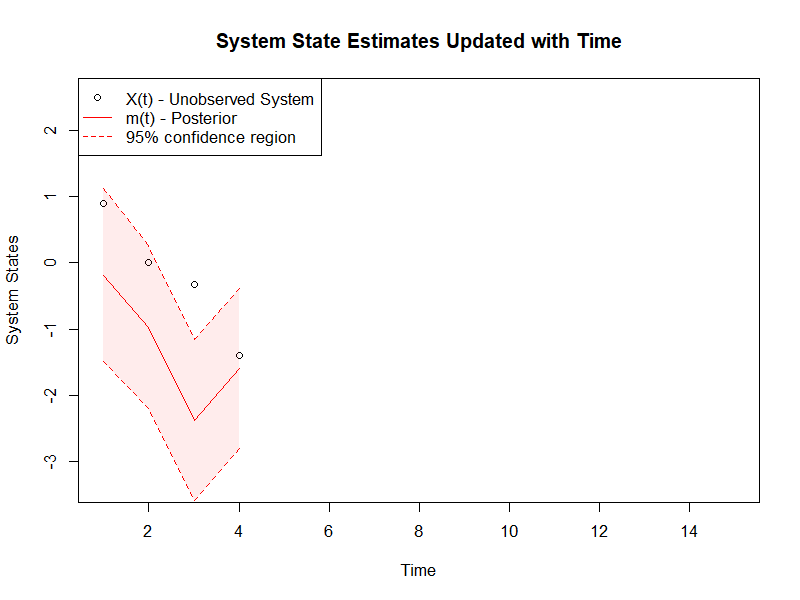 System State Estimates Updated with Time
X(t) - Unobserved System
m(t) - Posterior
95% confidence region
System States
2
1
0
-1
-2
-3
2 4 6 8 10 12 14
Time